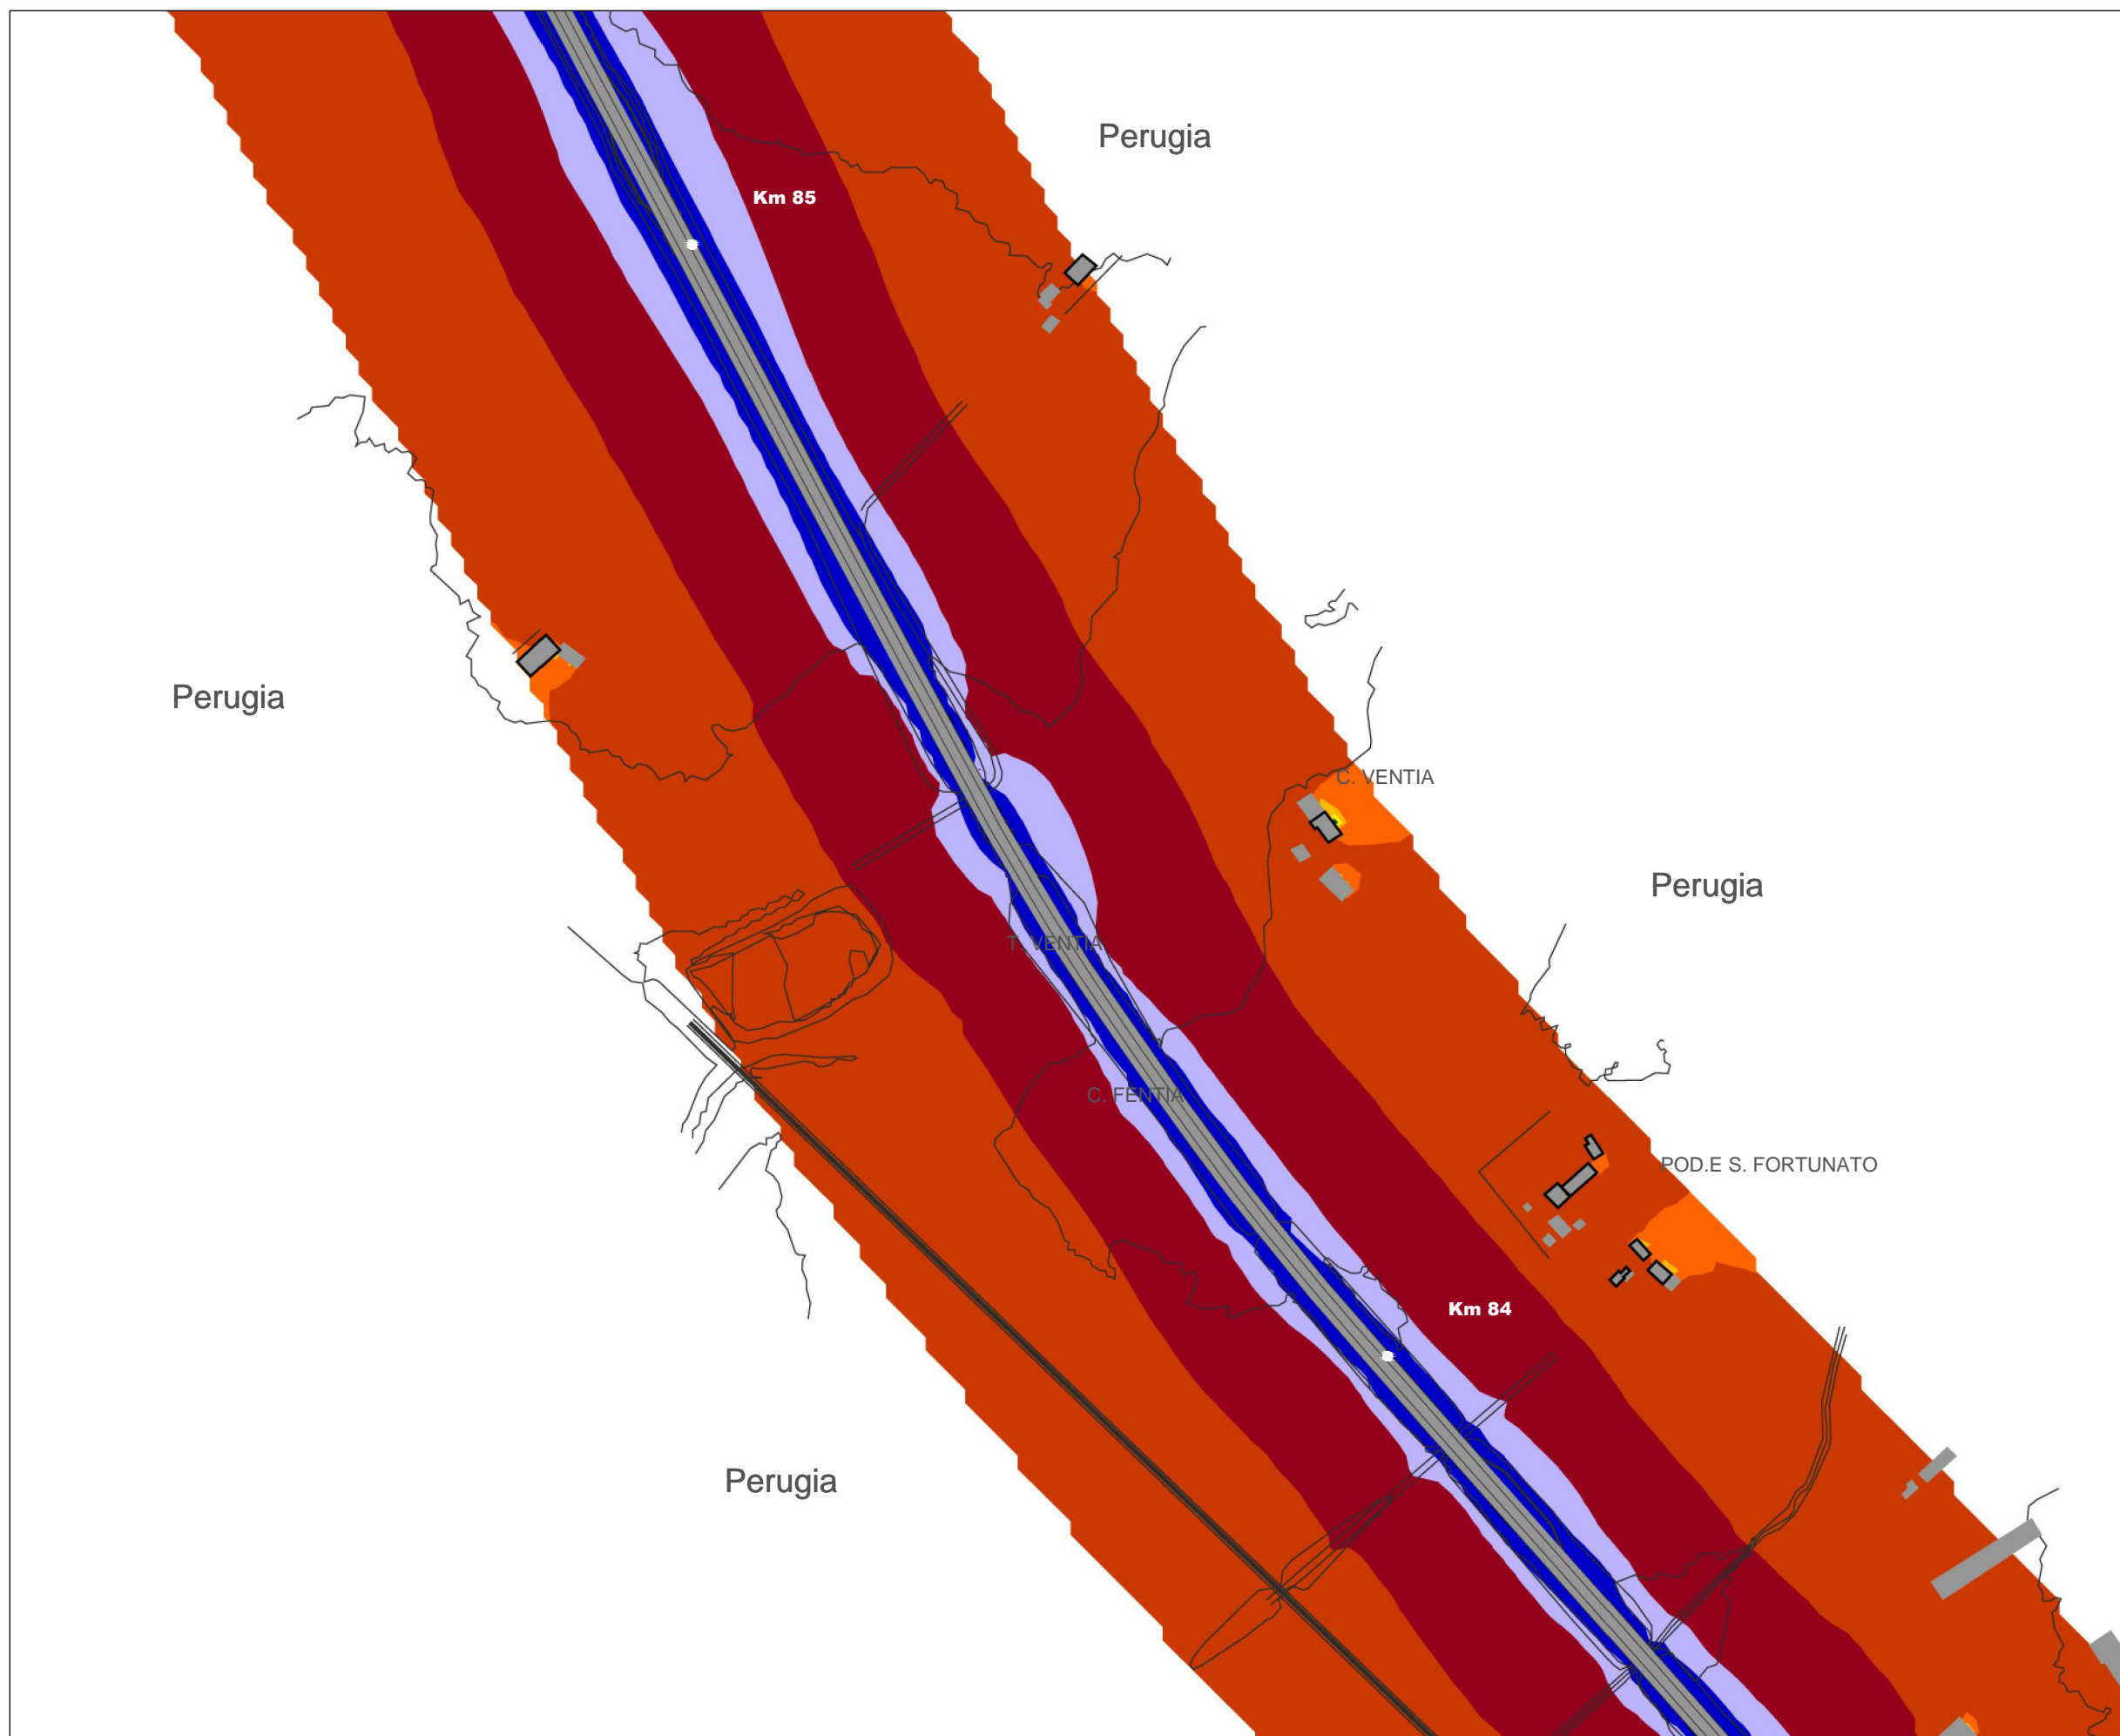 Perugia
Km 85
Perugia
C. VENTIA
Perugia
T. VENTIA
C. FENTIA
POD.E S. FORTUNATO
Km 84
Perugia